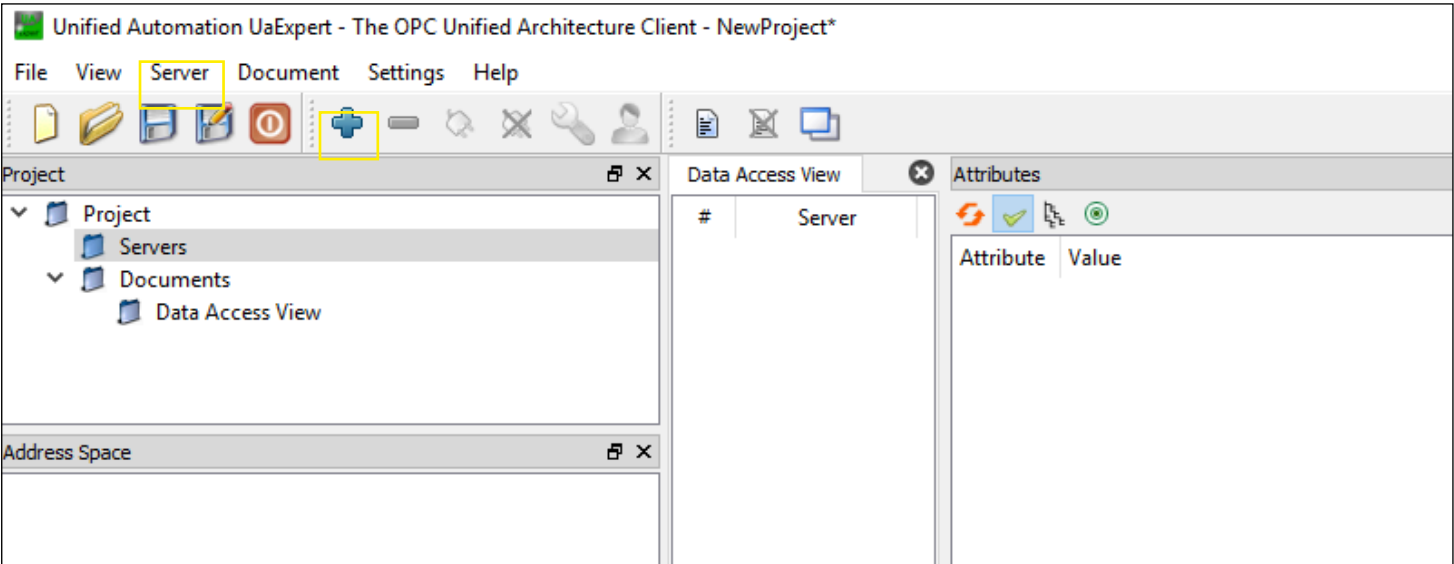 Unified Automation UaExpert - The OPC Unified Architecture Client - NewProject*
File View Server Document Settings Help
Project
Project
Servers
Documents
Data Access View
Address Space
Data Access View
# Server
Attributes
Attribute Value